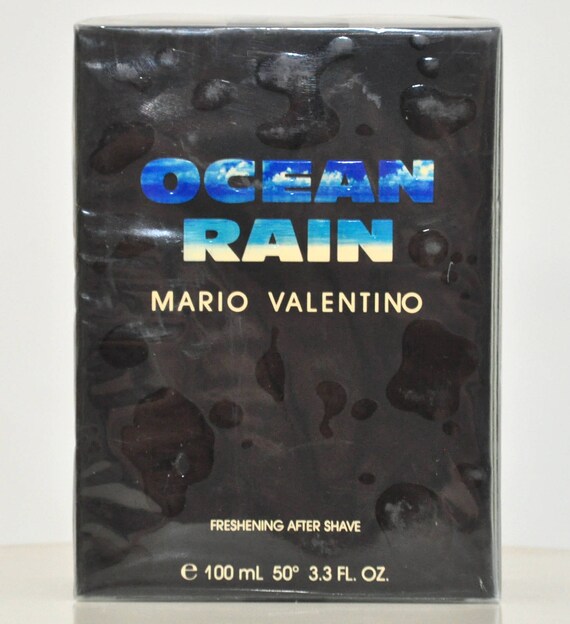 OCEAN
RAIN
MARIO VALENTINO
FRESHENING AFTER SHAVE
℮ 100 mL 50° 3.3 FL. OZ.